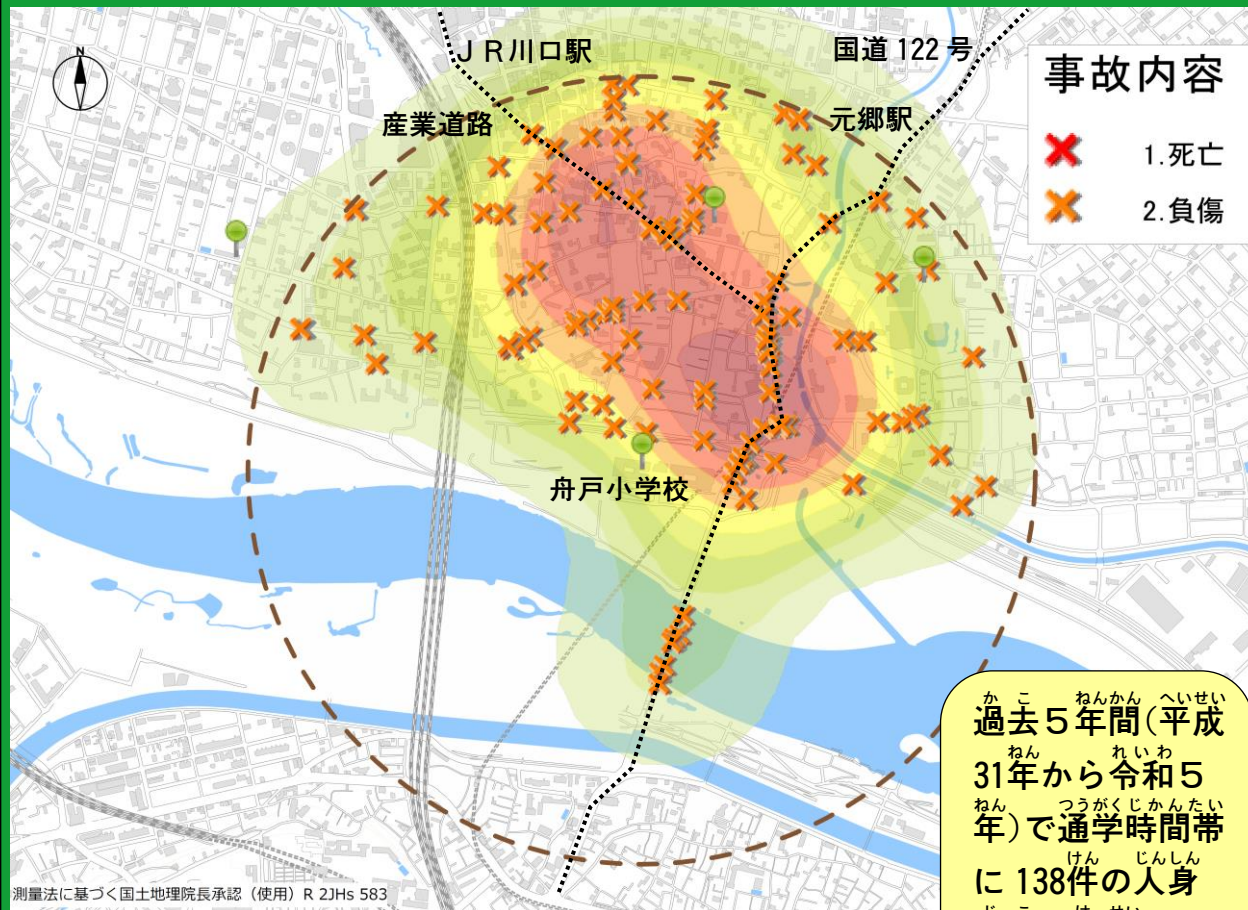 N
JR川口駅
国道122号
産業道路
元郷駅
事故内容
1.死亡
2.負傷
舟戸小学校
過去5年間(平成
かこ ねんかん へいせい
31年から令和5
ねん れいわ
年)で通学時間帯
ねん つうがくじかんたい
に138件の人身
けん じんしん
測量法に基づく国土地理院長承認(使用)R 2JHs 583